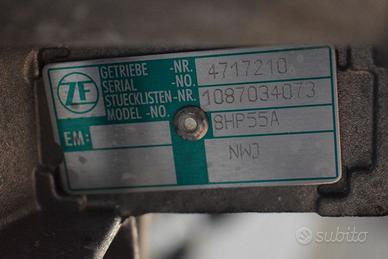 ZF
GETRIEBE -NR. 4717210
SERIAL -NO.
STUECKLISTEN-NR. 1087034073
MODEL -NO.
8HP55A
EM:
NWJ
subito